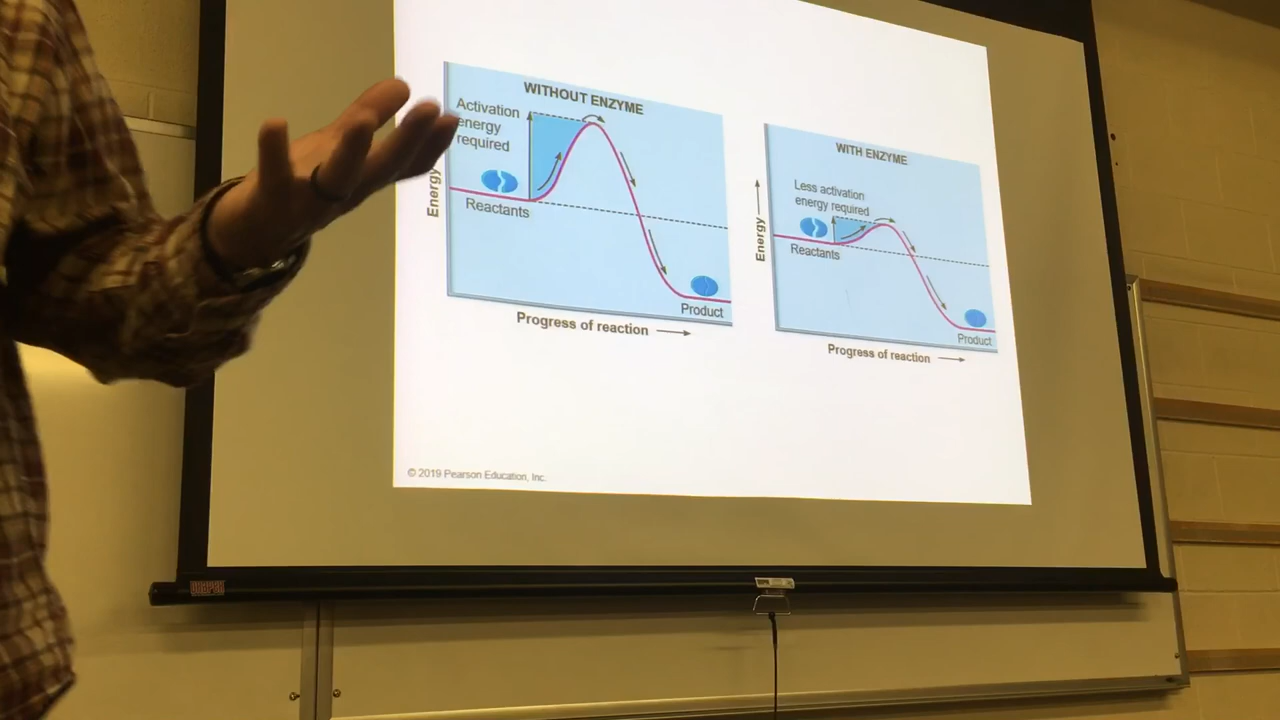 WITHOUT ENZYME
Activation
energy
required
Energy
Reactants
Product
Progress of reaction
WITH ENZYME
Less activation
energy required
Energy
Reactants
Product
Progress of reaction
© 2019 Pearson Education, Inc.
DRAPER